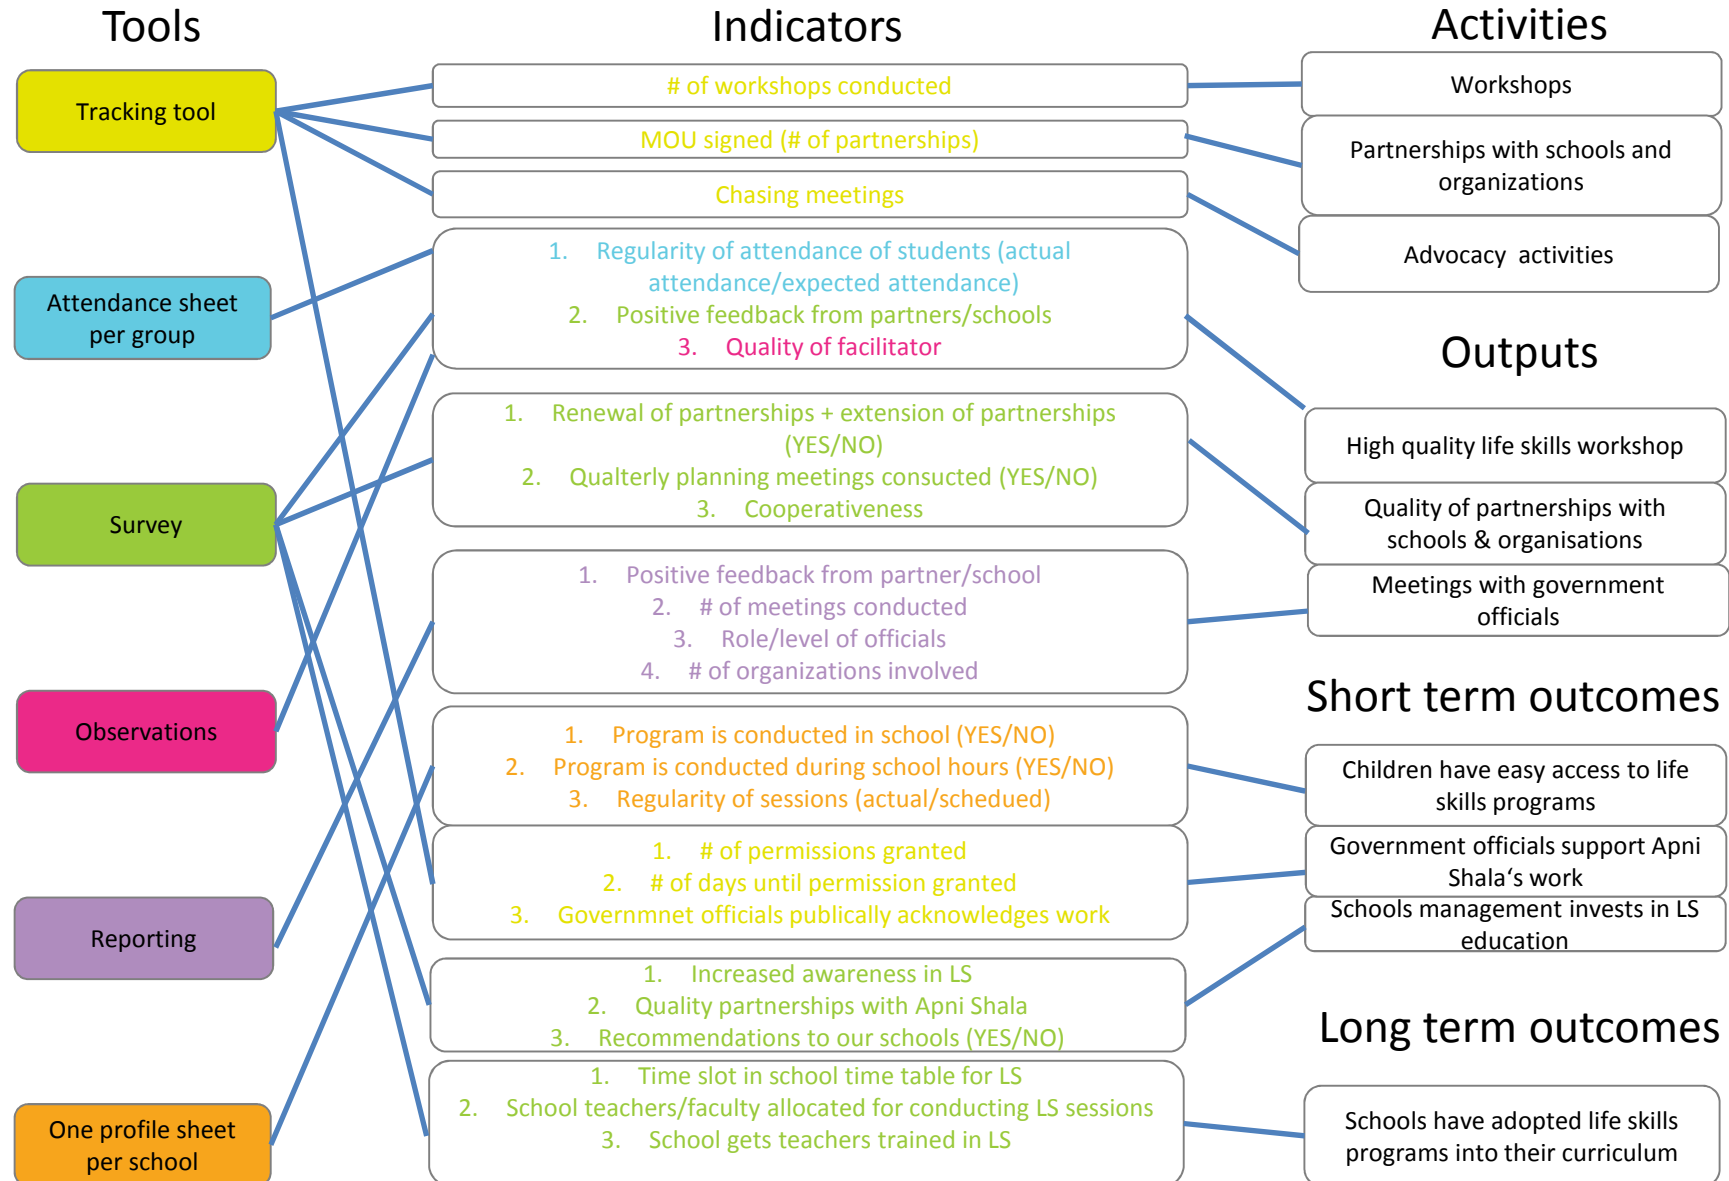 Tools
Indicators
Activities
Tracking tool
Attendance sheet
per group
Survey
Observations
Reporting
One profile sheet
per school
# of workshops conducted
MOU signed (# of partnerships)
Chasing meetings
1. Regularity of attendance of students (actual
attendance/expected attendance)
2. Positive feedback from partners/schools
3. Quality of facilitator
1. Renewal of partnerships + extension of partnerships
(YES/NO)
2. Qualterly planning meetings consucted (YES/NO)
3. Cooperativeness
1. Positive feedback from partner/school
2. # of meetings conducted
3. Role/level of officials
4. # of organizations involved
1. Program is conducted in school (YES/NO)
2. Program is conducted during school hours (YES/NO)
3. Regularity of sessions (actual/schedued)
1. # of permissions granted
2. # of days until permission granted
3. Governmnet officials publically acknowledges work
1. Increased awareness in LS
2. Quality partnerships with Apni Shala
3. Recommendations to our schools (YES/NO)
1. Time slot in school time table for LS
2. School teachers/faculty allocated for conducting LS sessions
3. School gets teachers trained in LS
Workshops
Partnerships with schools and
organizations
Advocacy activities
Outputs
High quality life skills workshop
Quality of partnerships with
schools & organisations
Meetings with government
officials
Short term outcomes
Children have easy access to life
skills programs
Government officials support Apni
Shala‘s work
Schools management invests in LS
education
Long term outcomes
Schools have adopted life skills
programs into their curriculum